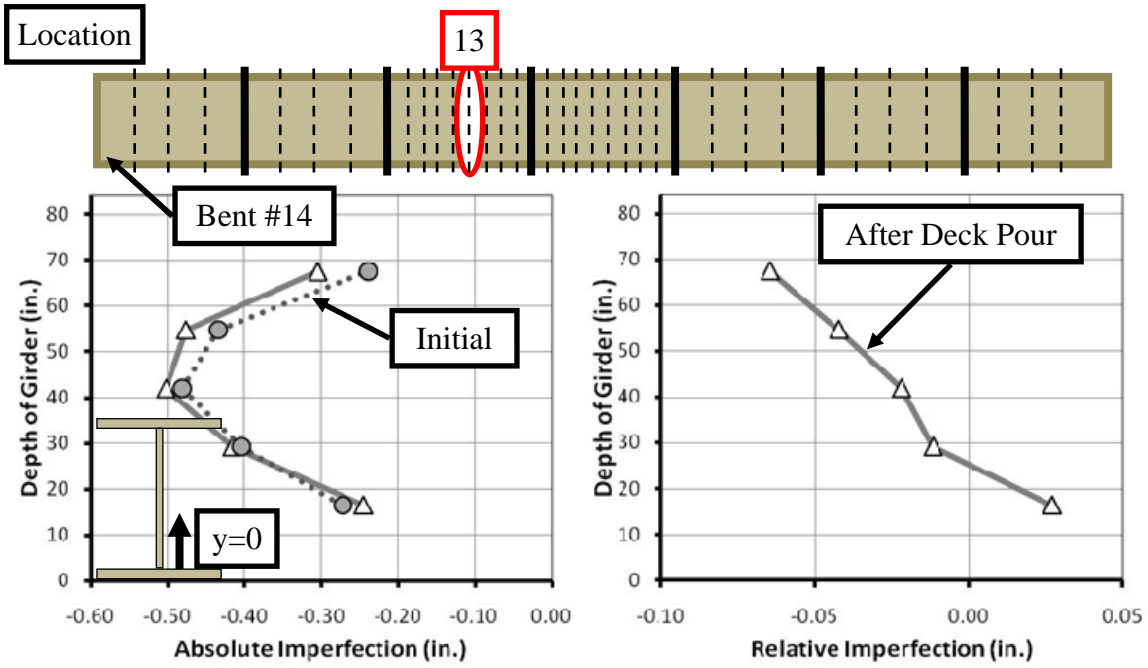 Location
13
Bent #14
Initial
y=0
After Deck Pour
Depth of Girder (in.)
80
70
60
50
40
30
20
10
0
-0.60 -0.50 -0.40 -0.30 -0.20 -0.10 0.00
Absolute Imperfection (in.)
Depth of Girder (in.)
80
70
60
50
40
30
20
10
0
-0.10 -0.05 0.00 0.05
Relative Imperfection (in.)